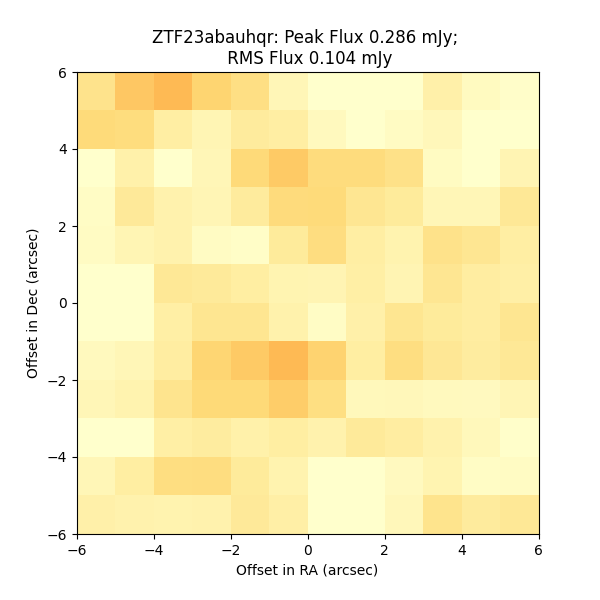 ZTF23abauhqr: Peak Flux 0.286 mJy;
RMS Flux 0.104 mJy
6
4
2
0
−2
−4
−6
Offset in Dec (arcsec)
−6 −4 −2 0 2 4 6
Offset in RA (arcsec)